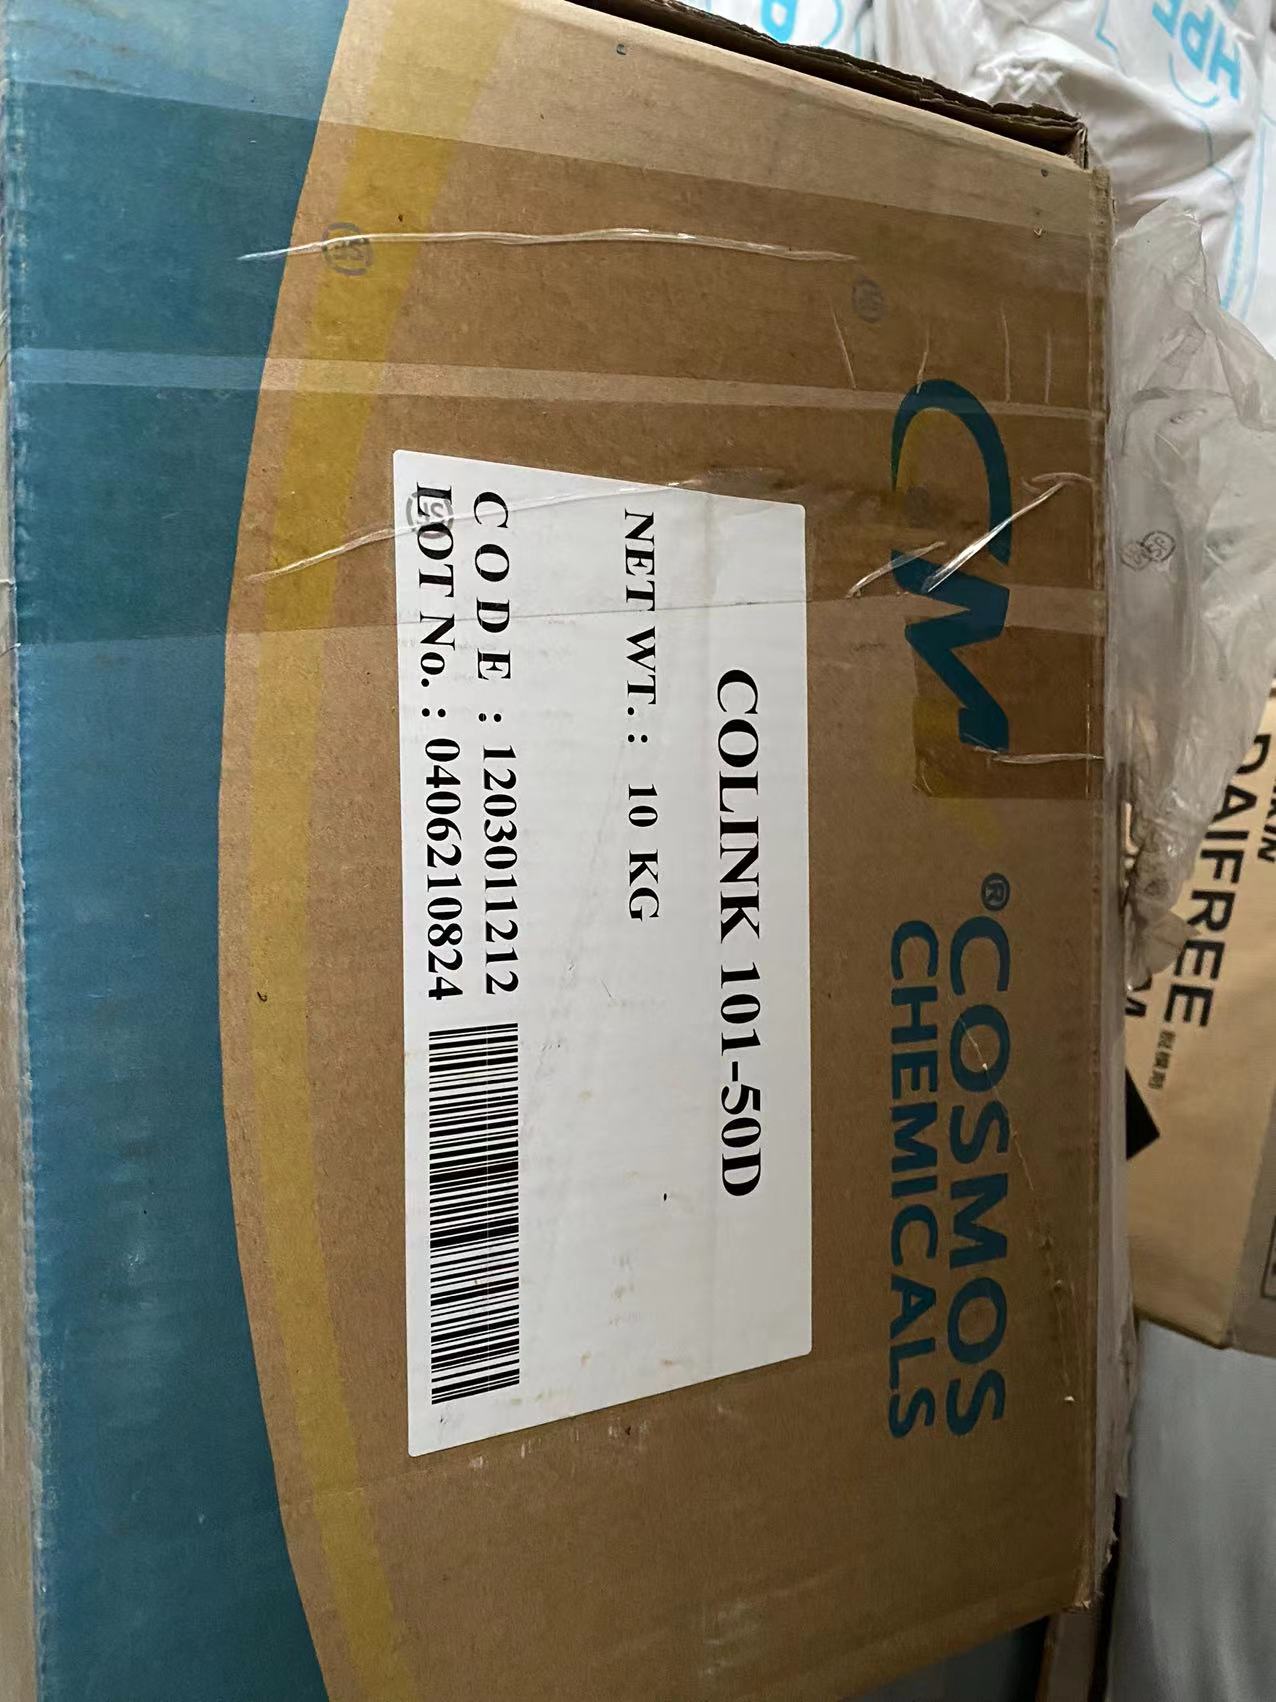 CM
®COSMOS
CHEMICALS
COLINK 101-50D
NET WT. : 10 KG
CODE : 1203011212
LOT No. : 0406210824
DAIFREE